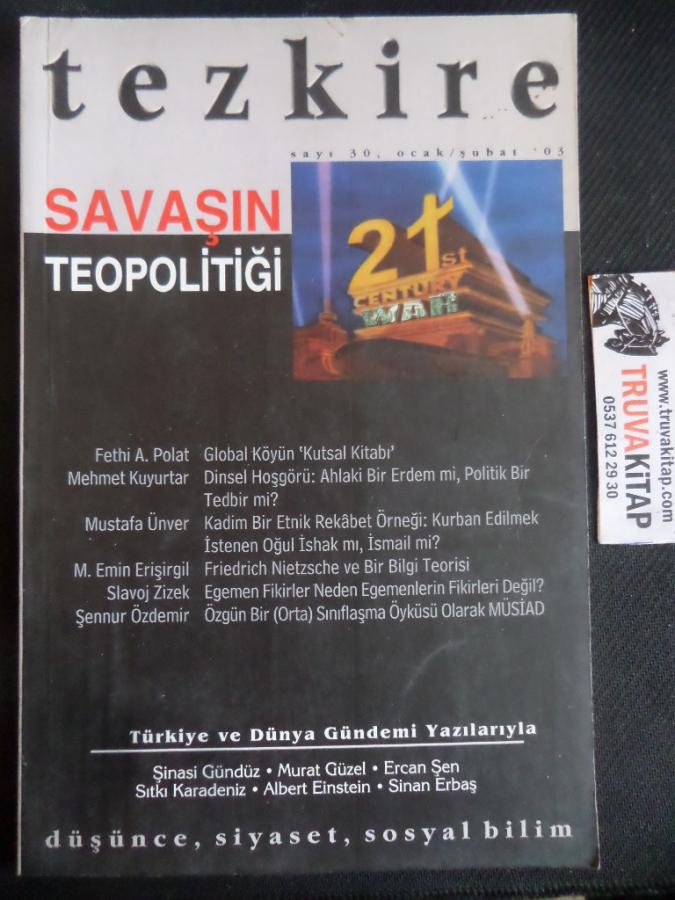 tezkire
sayı 30, ocak/şubat '03
SAVAŞIN
TEOPOLİTİĞİ
21st
CENTURY
WAR
Fethi A. Polat Global Köyün 'Kutsal Kitabı'
Mehmet Kuyurtar Dinsel Hoşgörü: Ahlaki Bir Erdem mi, Politik Bir
Tedbir mi?
Mustafa Ünver Kadim Bir Etnik Rekâbet Örneği: Kurban Edilmek
İstenen Oğul İshak mı, İsmail mi?
M. Emin Erişirgil Friedrich Nietzsche ve Bir Bilgi Teorisi
Slavoj Zizek Egemen Fikirler Neden Egemenlerin Fikirleri Değil?
Şennur Özdemir Özgün Bir (Orta) Sınıflaşma Öyküsü Olarak MÜSİAD
Türkiye ve Dünya Gündemi Yazılarıyla
Şinasi Gündüz • Murat Güzel • Ercan Şen
Sıtkı Karadeniz • Albert Einstein • Sinan Erbaş
düşünce, siyaset, sosyal bilim
www.truvakitap.com
TRUVAKİTAP
0537 612 29 30